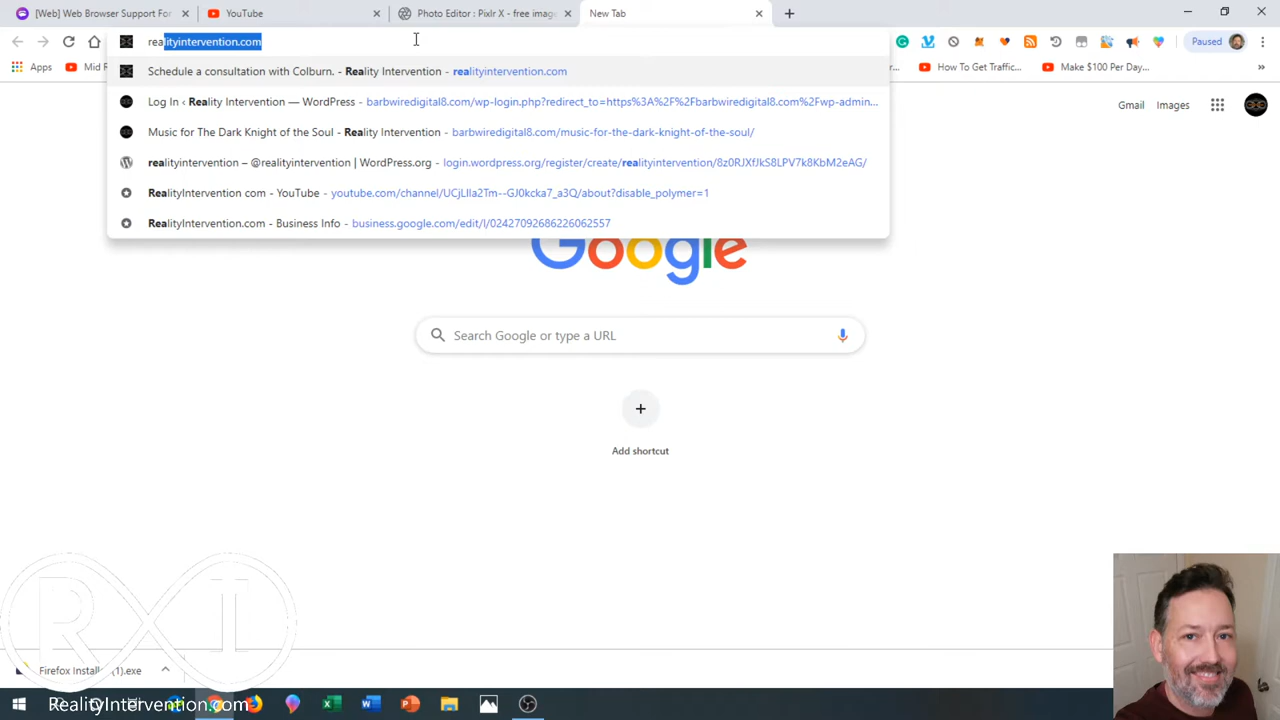 [Web] Web Browser Support For
YouTube
Photo Editor : Pixlr X - free imag
New Tab
realityintervention.com
Paused
Apps
Mid R
How To Get Traffic...
Make $100 Per Day...
Schedule a consultation with Colburn. - Reality Intervention - realityintervention.com
Log In ‹ Reality Intervention — WordPress - barbwiredigital8.com/wp-login.php?redirect_to=https%3A%2F%2Fbarbwiredigital8.com%2Fwp-admin...
Music for The Dark Knight of the Soul - Reality Intervention - barbwiredigital8.com/music-for-the-dark-knight-of-the-soul/
realityintervention – @realityintervention | WordPress.org - login.wordpress.org/register/create/realityintervention/8z0RJXfJkS8LPV7k8KbM2eAG/
RealityIntervention com - YouTube - youtube.com/channel/UCjLIla2Tm--GJ0kcka7_a3Q/about?disable_polymer=1
RealityIntervention.com - Business Info - business.google.com/edit/l/02427092686226062557
Gmail
Images
Google
Search Google or type a URL
Add shortcut
R I
Firefox Install (1).exe
RealityIntervention.com